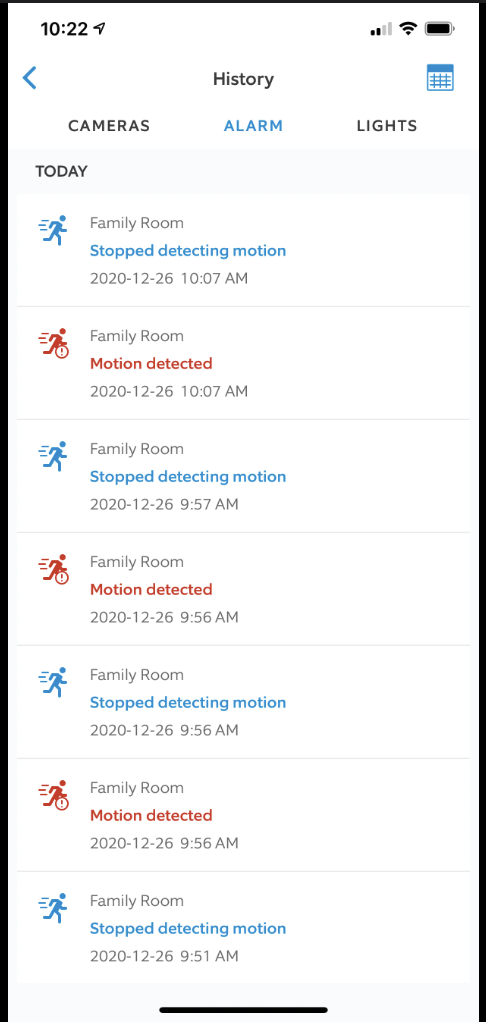 10:22
History
CAMERAS ALARM LIGHTS
TODAY
Family Room
Stopped detecting motion
2020-12-26 10:07 AM
Family Room
Motion detected
2020-12-26 10:07 AM
Family Room
Stopped detecting motion
2020-12-26 9:57 AM
Family Room
Motion detected
2020-12-26 9:56 AM
Family Room
Stopped detecting motion
2020-12-26 9:56 AM
Family Room
Motion detected
2020-12-26 9:56 AM
Family Room
Stopped detecting motion
2020-12-26 9:51 AM